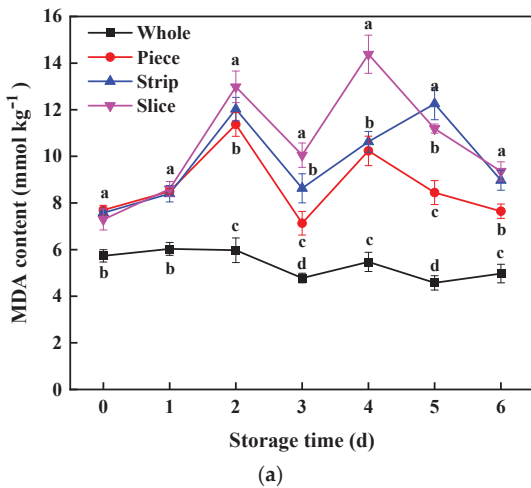 16
14
12
10
8
6
4
2
0
MDA content (mmol kg⁻¹)
Whole
Piece
Strip
Slice
a
b
a
b
a
b
c
a
b
c
d
a
b
c
a
b
c
d
a
b
c
0 1 2 3 4 5 6
Storage time (d)
(a)